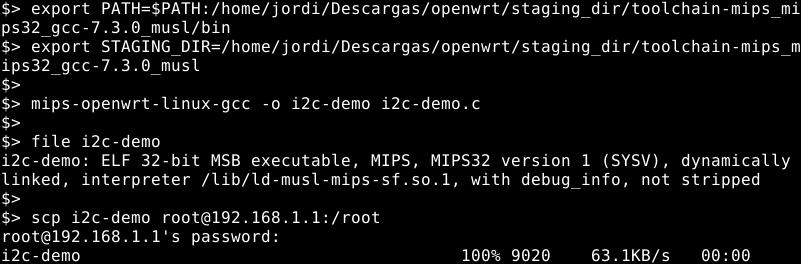 $> export PATH=$PATH:/home/jordi/Descargas/openwrt/staging_dir/toolchain-mips_mi
ps32_gcc-7.3.0_musl/bin
$> export STAGING_DIR=/home/jordi/Descargas/openwrt/staging_dir/toolchain-mips_m
ips32_gcc-7.3.0_musl
$>
$> mips-openwrt-linux-gcc -o i2c-demo i2c-demo.c
$>
$> file i2c-demo
i2c-demo: ELF 32-bit MSB executable, MIPS, MIPS32 version 1 (SYSV), dynamically
linked, interpreter /lib/ld-musl-mips-sf.so.1, with debug_info, not stripped
$>
$> scp i2c-demo root@192.168.1.1:/root
root@192.168.1.1's password:
i2c-demo 100% 9020 63.1KB/s 00:00